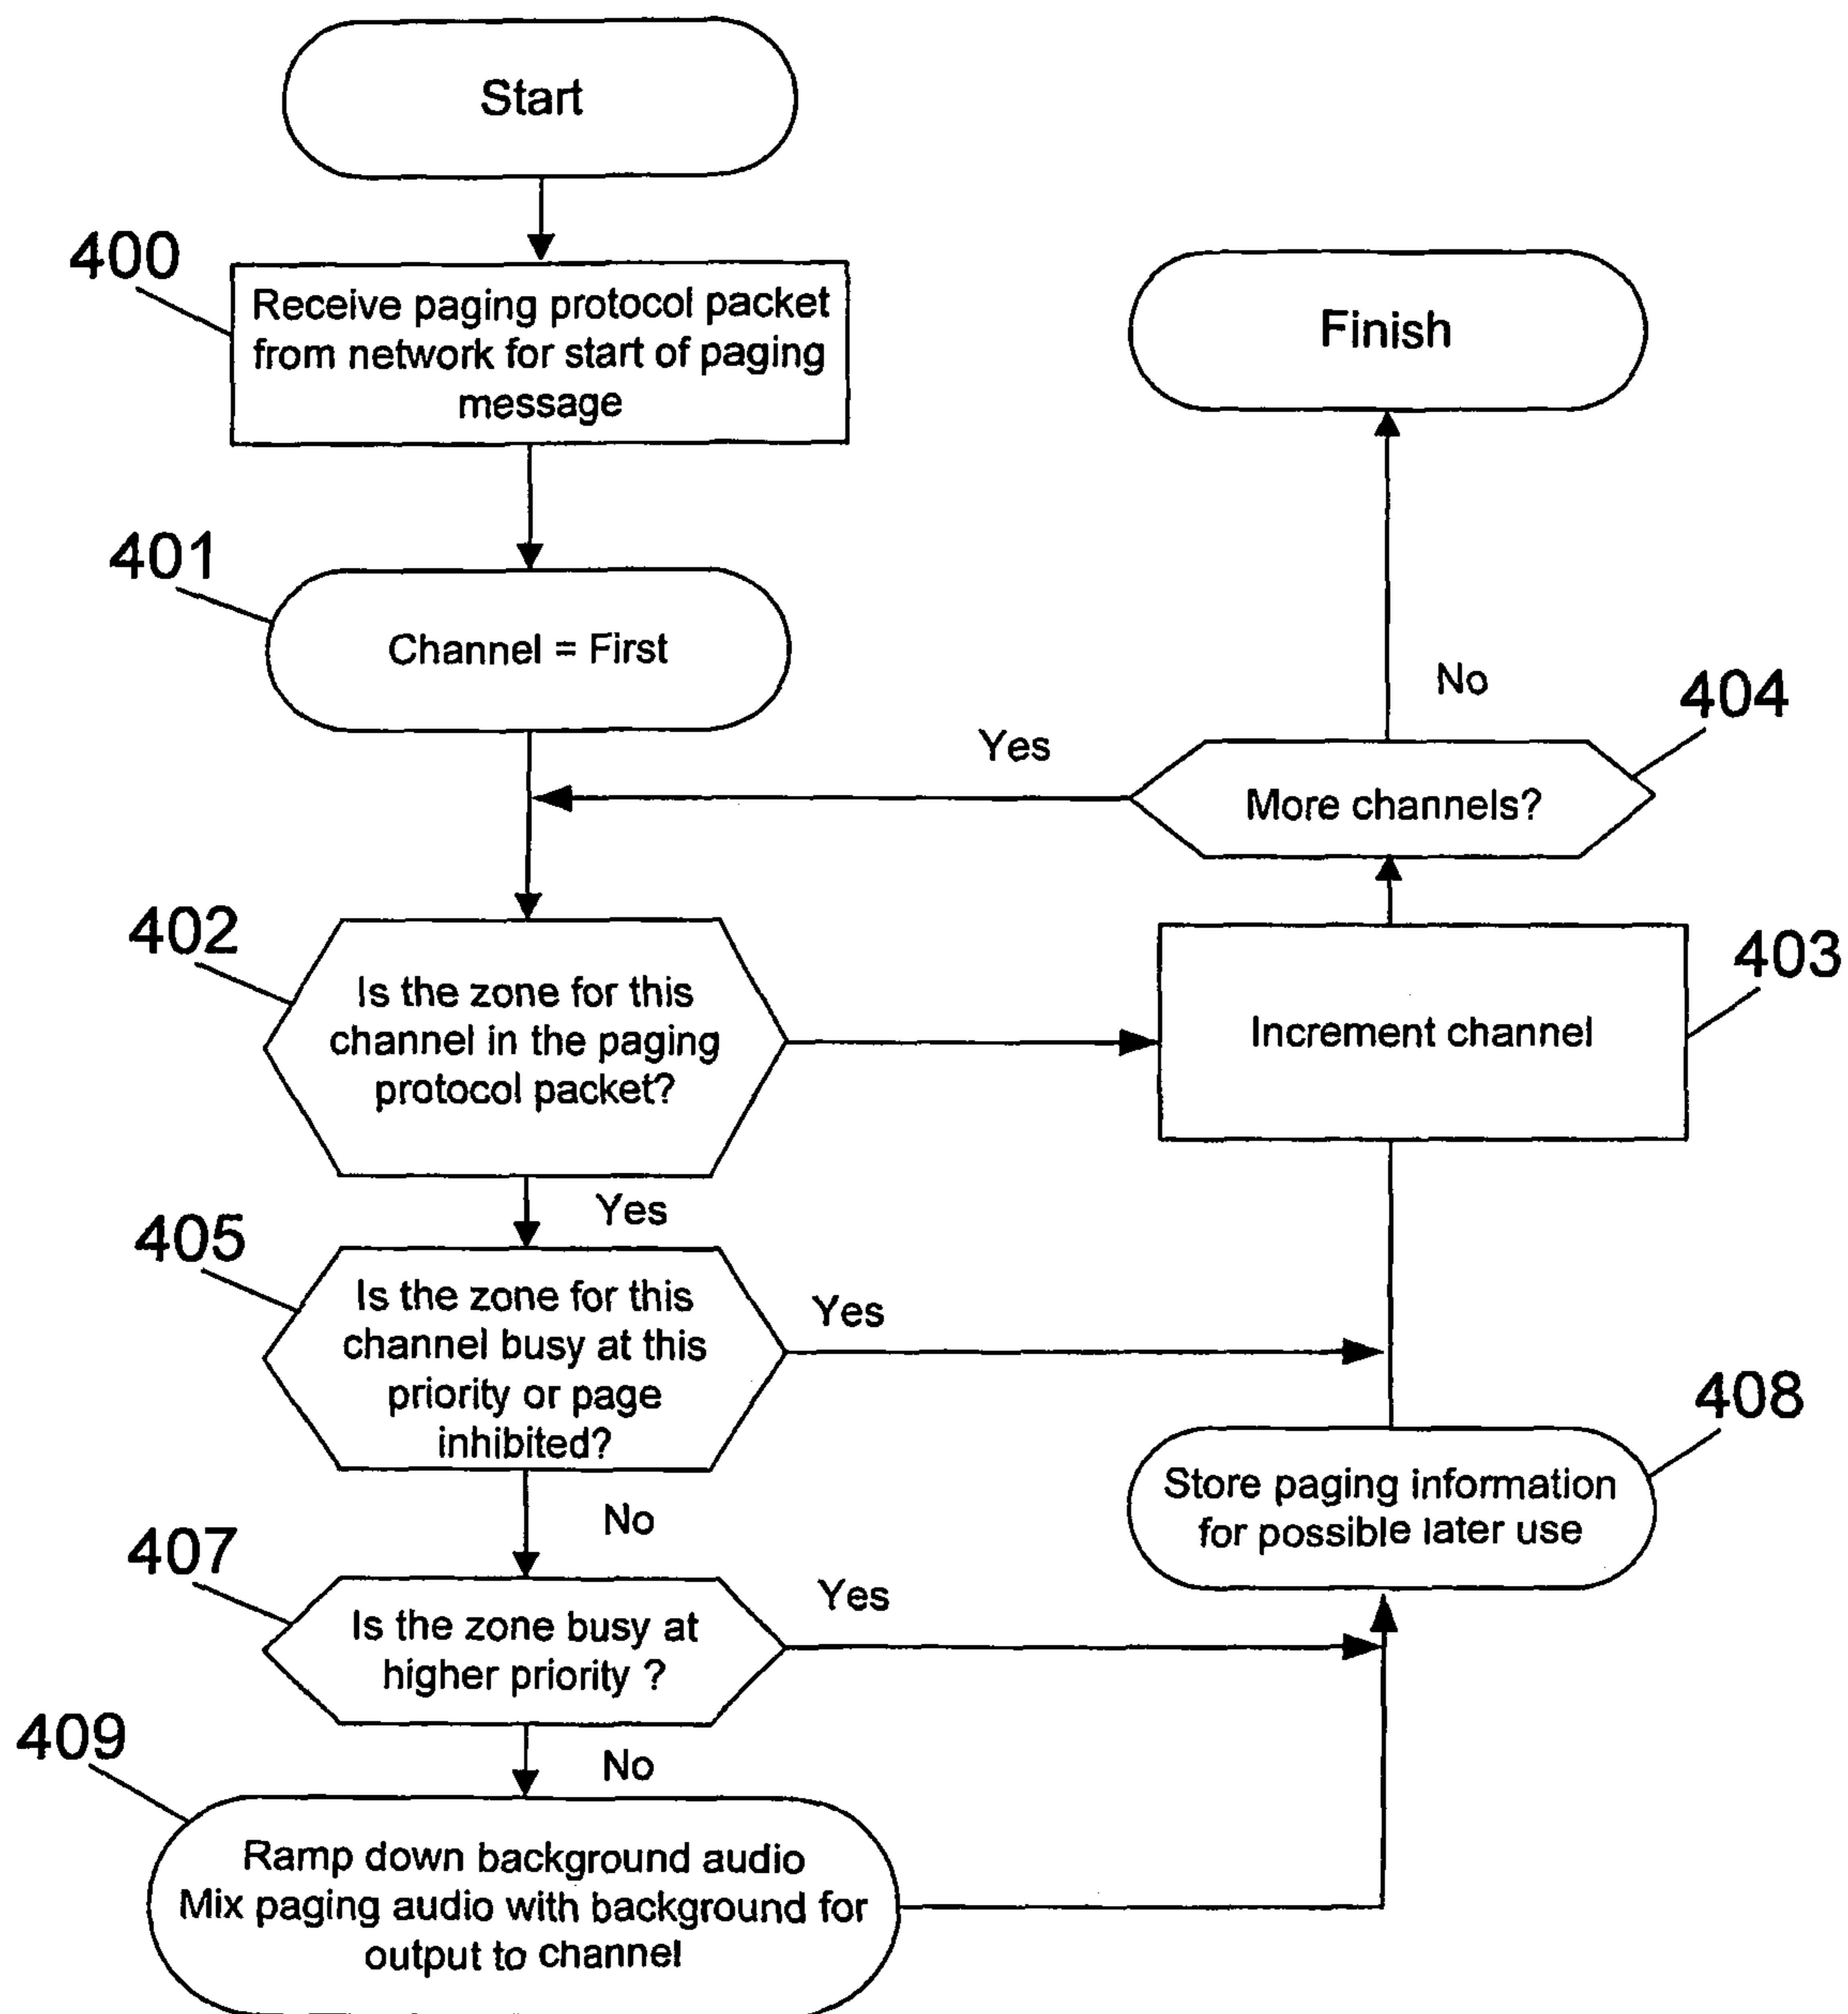 Start
400
Receive paging protocol packet
from network for start of paging
message
Finish
401
Channel = First
No
404
Yes
More channels?
402
Is the zone for this
channel in the paging
protocol packet?
403
Increment channel
Yes
405
Is the zone for this
channel busy at this
priority or page
inhibited?
Yes
408
Store paging information
for possible later use
No
407
Is the zone busy at
higher priority ?
Yes
409
No
Ramp down background audio
Mix paging audio with background for
output to channel